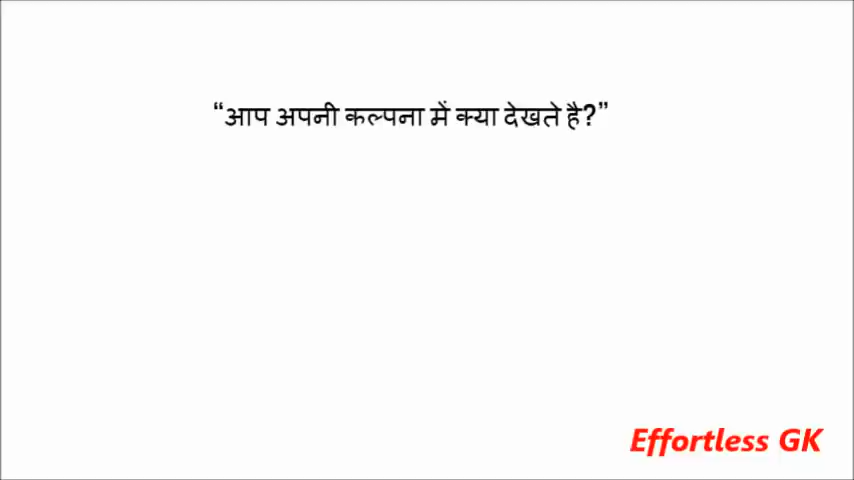 “आप अपनी कल्पना में क्या देखते है?”
Effortless GK